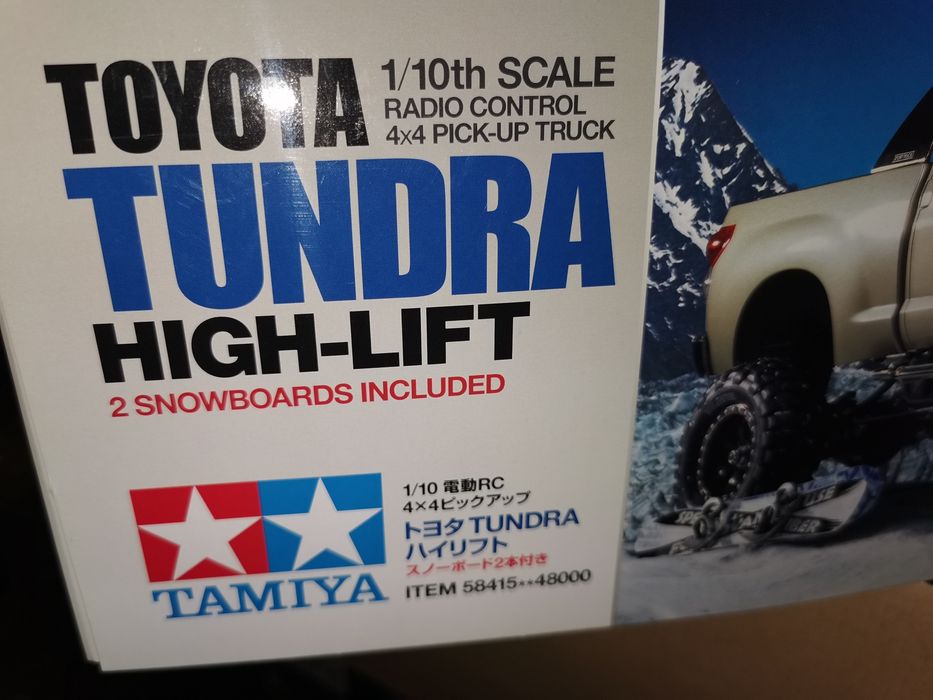 TOYOTA
1/10th SCALE
RADIO CONTROL
4x4 PICK-UP TRUCK
TUNDRA
HIGH-LIFT
2 SNOWBOARDS INCLUDED
TAMIYA
1/10 電動RC
4×4ピックアップ
トヨタ TUNDRA
ハイリフト
スノーボード2本付き
ITEM 58415**48000